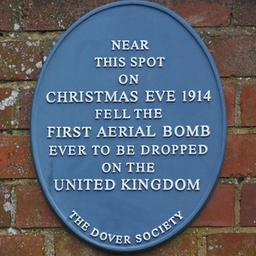 NEAR
THIS SPOT
ON
CHRISTMAS EVE 1914
FELL THE
FIRST AERIAL BOMB
EVER TO BE DROPPED
ON THE
UNITED KINGDOM
THE DOVER SOCIETY